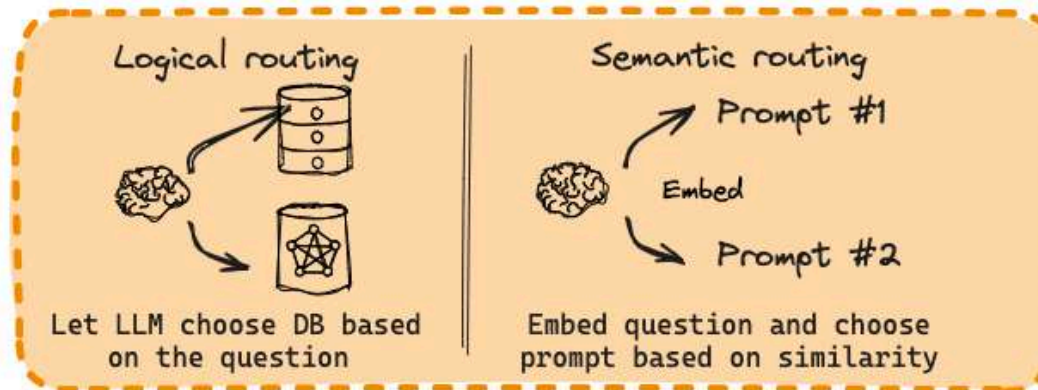 Logical routing
Let LLM choose DB based
on the question
Semantic routing
Prompt #1
Embed
Prompt #2
Embed question and choose
prompt based on similarity